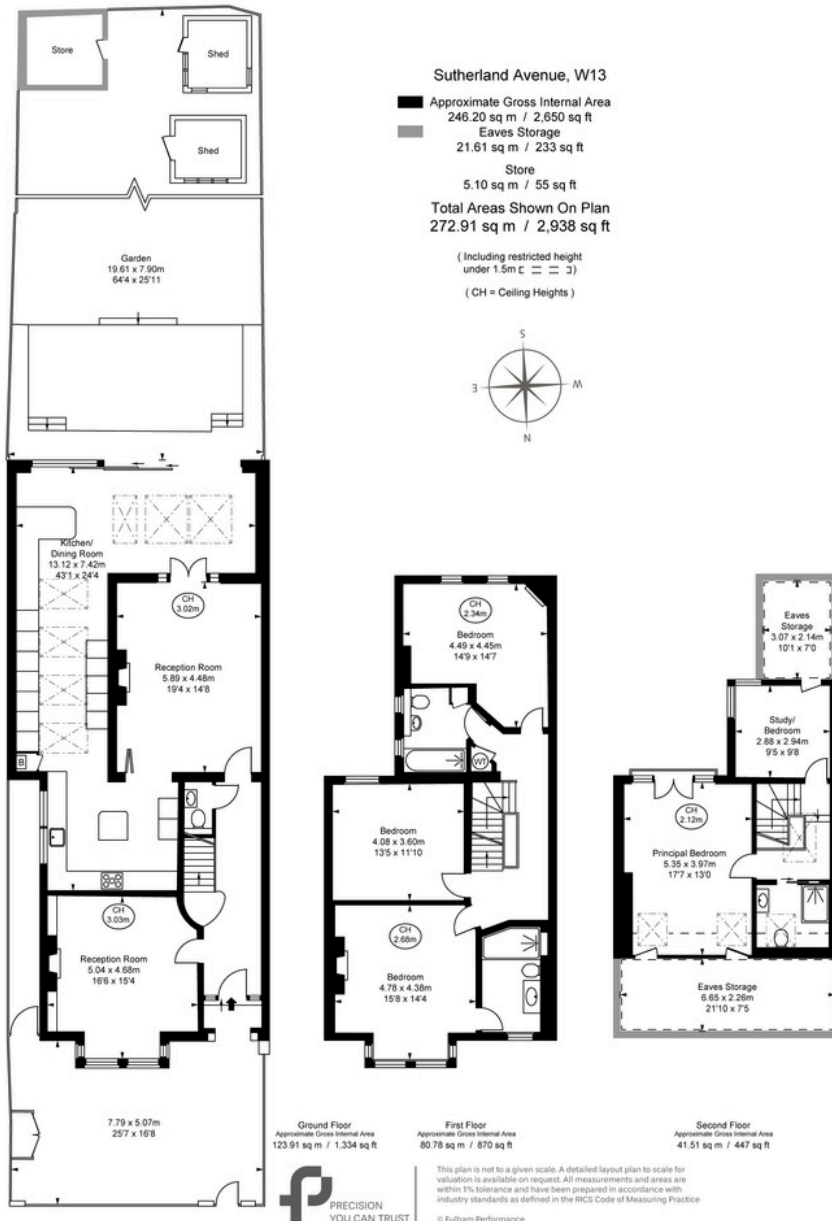 Sutherland Avenue, W13
Approximate Gross Internal Area
246.20 sq m / 2,650 sq ft
Eaves Storage
21.61 sq m / 233 sq ft
Store
5.10 sq m / 55 sq ft
Total Areas Shown On Plan
272.91 sq m / 2,938 sq ft
( Including restricted height
under 1.5m )
( CH = Ceiling Heights )
S
E
W
N
Store
Shed
Shed
Garden
19.61 x 7.90m
64'4 x 25'11
Kitchen/
Dining Room
13.12 x 7.42m
43'1 x 24'4
CH
3.02m
Reception Room
5.89 x 4.48m
19'4 x 14'8
B
CH
3.03m
Reception Room
5.04 x 4.68m
16'6 x 15'4
7.79 x 5.07m
25'7 x 16'8
Ground Floor
Approximate Gross Internal Area
123.91 sq m / 1,334 sq ft
CH
2.34m
Bedroom
4.49 x 4.45m
14'9 x 14'7
WT
Bedroom
4.08 x 3.60m
13'5 x 11'10
CH
2.68m
Bedroom
4.78 x 4.38m
15'8 x 14'4
First Floor
Approximate Gross Internal Area
80.78 sq m / 870 sq ft
Eaves
Storage
3.07 x 2.14m
10'1 x 7'0
Study/
Bedroom
2.88 x 2.94m
9'5 x 9'8
CH
2.12m
Principal Bedroom
5.35 x 3.97m
17'7 x 13'0
Eaves Storage
6.65 x 2.26m
21'10 x 7'5
Second Floor
Approximate Gross Internal Area
41.51 sq m / 447 sq ft
PRECISION
YOU CAN TRUST
This plan is not to a given scale. A detailed layout plan to scale for
valuation is available on request. All measurements and areas are
within 1% tolerance and have been prepared in accordance with
industry standards as defined in the RICS Code of Measuring Practice
© Fulham Performance